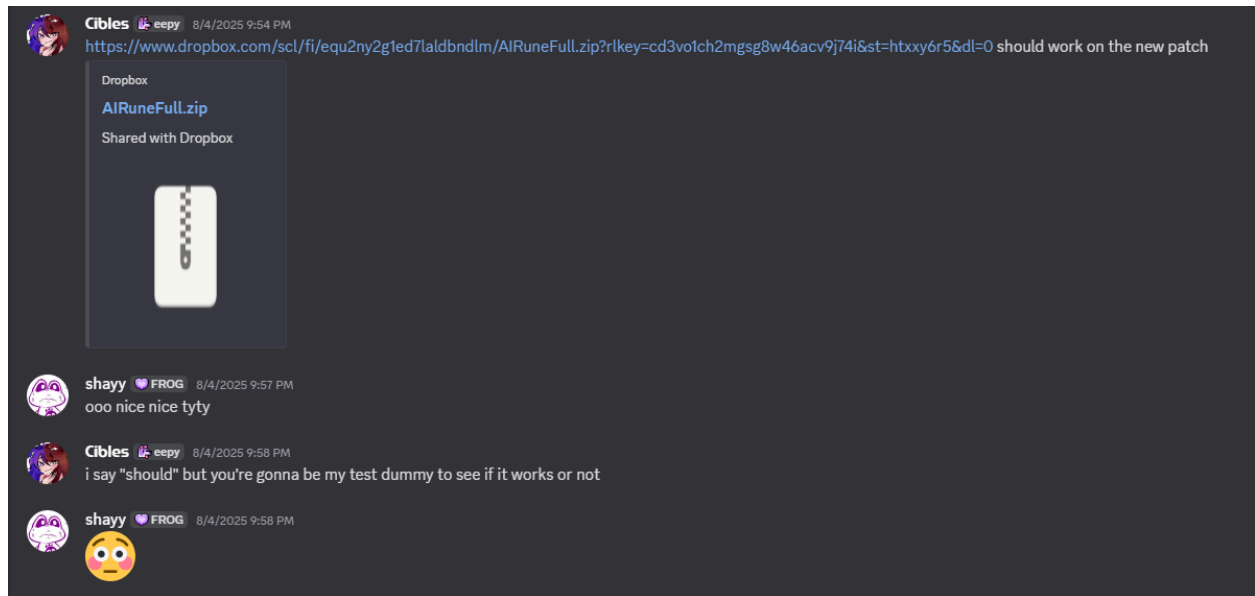 Cibles eepy 8/4/2025 9:54 PM
https://www.dropbox.com/scl/fi/equ2ny2g1ed7laldbndlm/AIRuneFull.zip?rlkey=cd3vo1ch2mgsg8w46acv9j74i&st=htxxy6r5&dl=0 should work on the new patch
Dropbox
AIRuneFull.zip
Shared with Dropbox
shayy FROG 8/4/2025 9:57 PM
ooo nice nice tyty
Cibles eepy 8/4/2025 9:58 PM
i say "should" but you're gonna be my test dummy to see if it works or not
shayy FROG 8/4/2025 9:58 PM